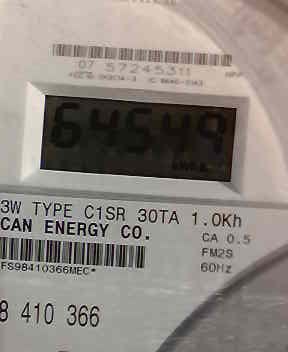 07 57245311
64549
3W TYPE C1SR 30TA 1.0Kh
CAN ENERGY CO.
CA 0.5
FM2S
60Hz
FS98410366MEC*
8 410 366